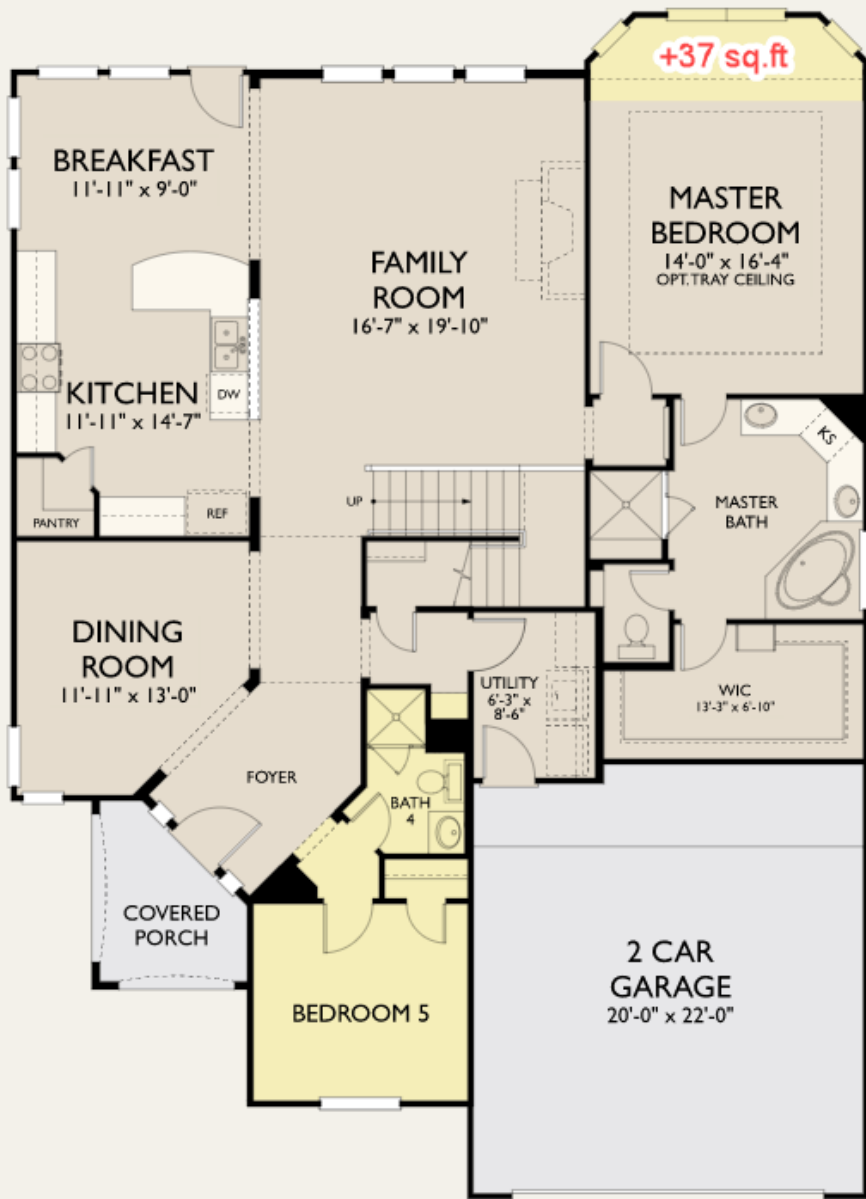 +37 sq.ft
BREAKFAST
11'-11" x 9'-0"
MASTER
BEDROOM
14'-0" x 16'-4"
OPT. TRAY CEILING
FAMILY
ROOM
16'-7" x 19'-10"
KITCHEN
11'-11" x 14'-7"
DW
KS
PANTRY
REF
UP
MASTER
BATH
DINING
ROOM
11'-11" x 13'-0"
UTILITY
6'-3" x
8'-6"
WIC
13'-3" x 6'-10"
FOYER
BATH
4
COVERED
PORCH
BEDROOM 5
2 CAR
GARAGE
20'-0" x 22'-0"